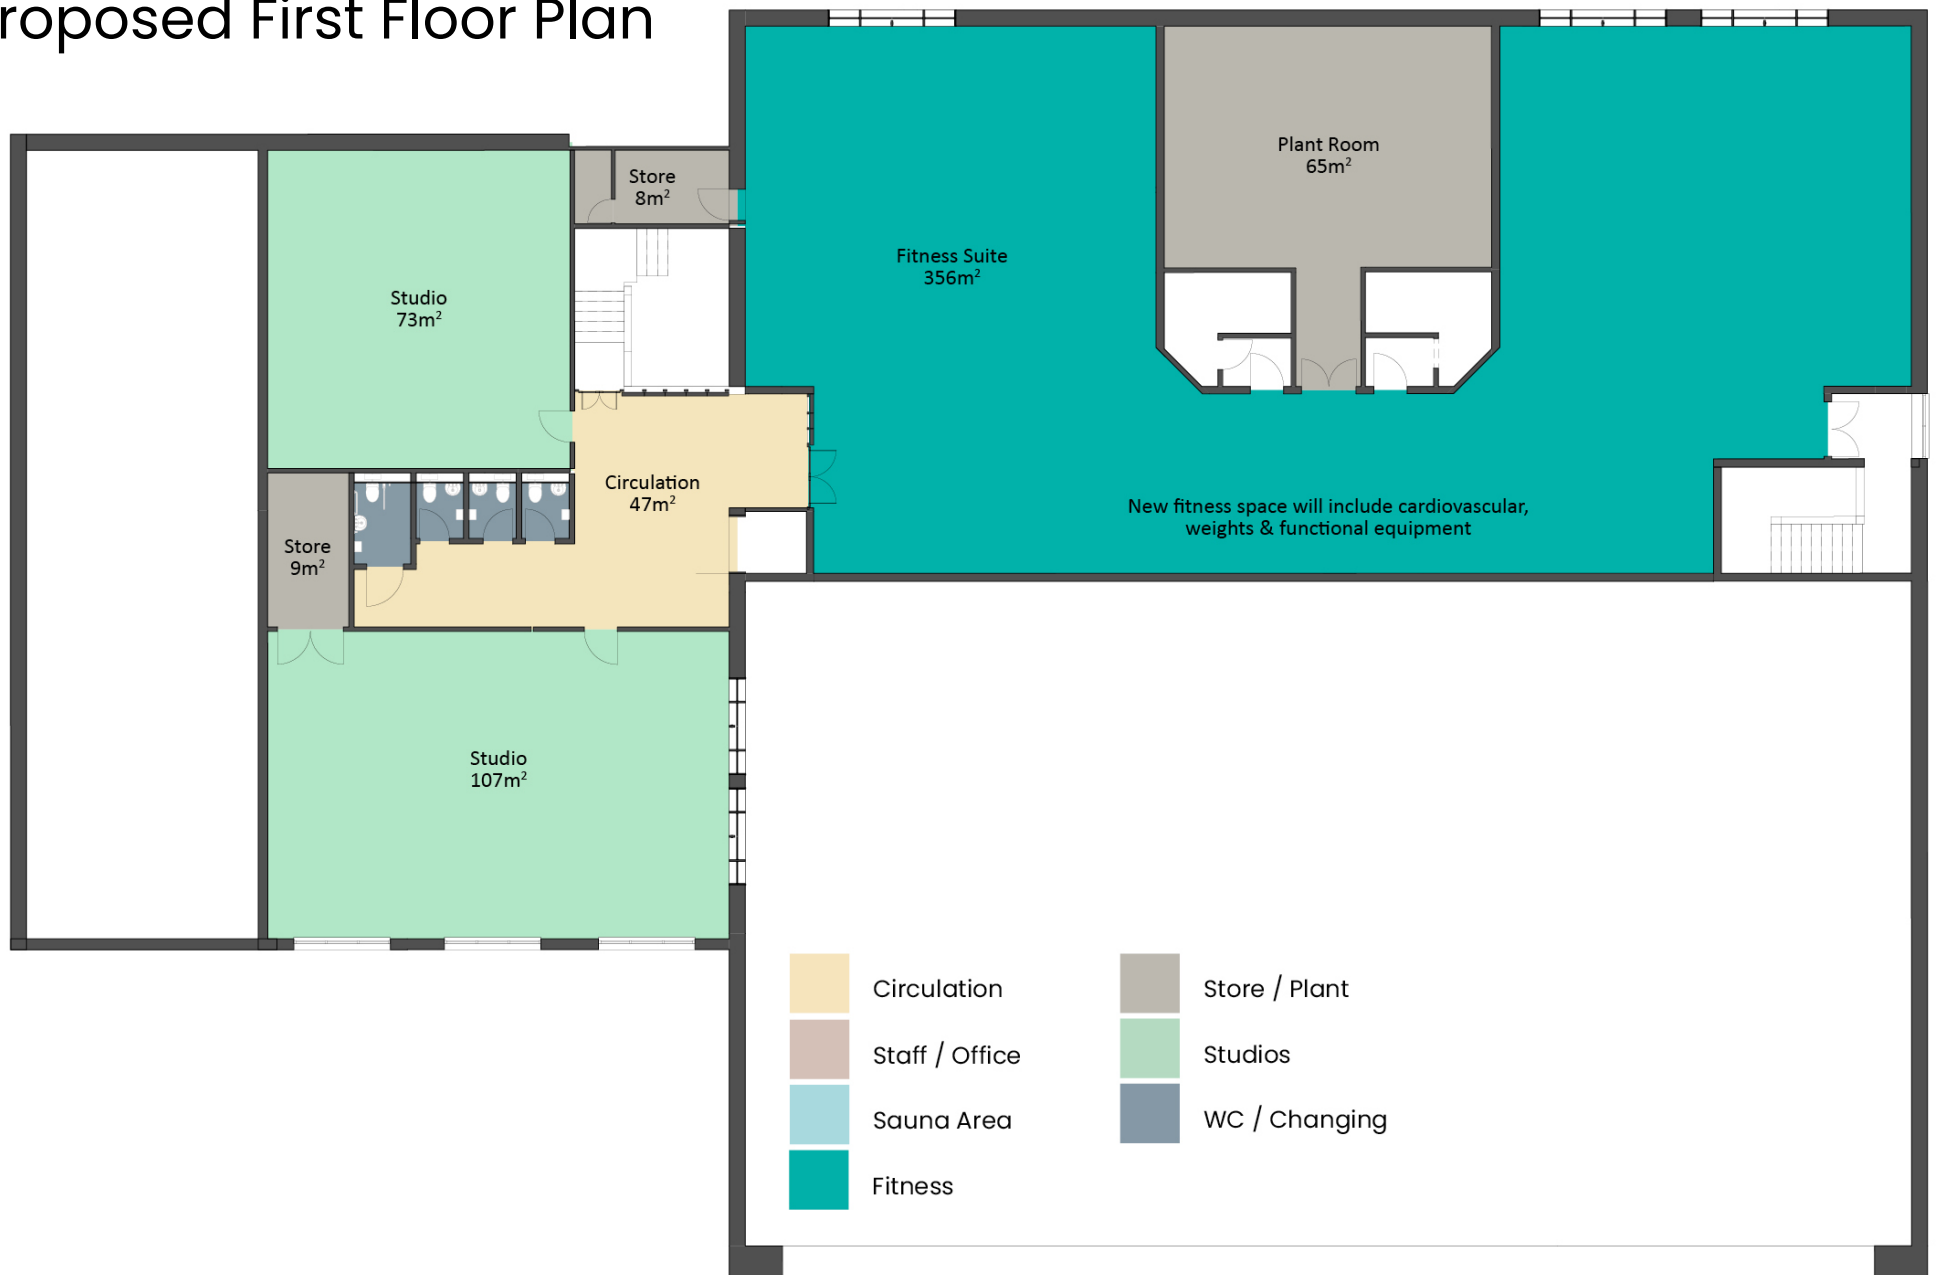 roposed First Floor Plan
Plant Room
65m²
Store
8m²
Fitness Suite
356m²
Studio
73m²
Circulation
47m²
New fitness space will include cardiovascular,
weights & functional equipment
Store
9m²
Studio
107m²
Circulation
Staff / Office
Sauna Area
Fitness
Store / Plant
Studios
WC / Changing